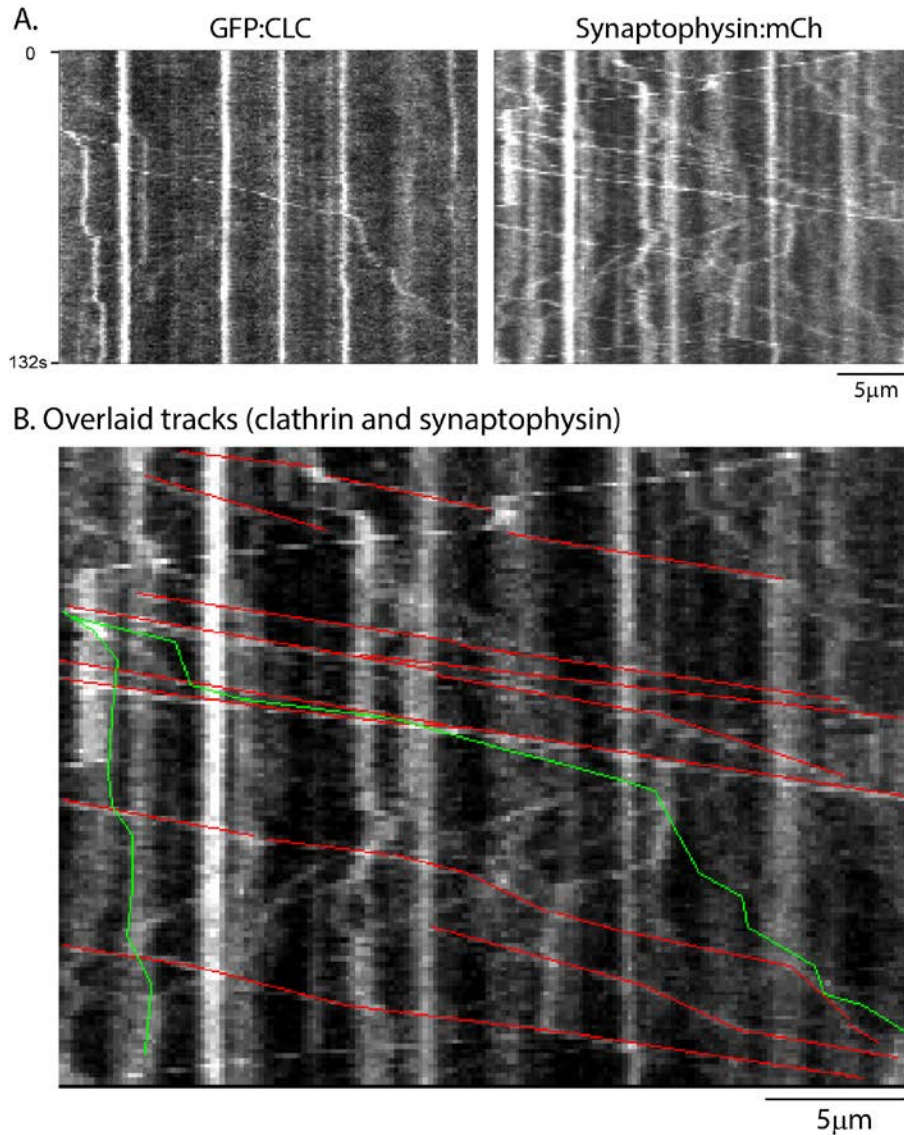 A.
GFP:CLC Synaptophysin:mCh
0
132s
5μm
B. Overlaid tracks (clathrin and synaptophysin)
5μm